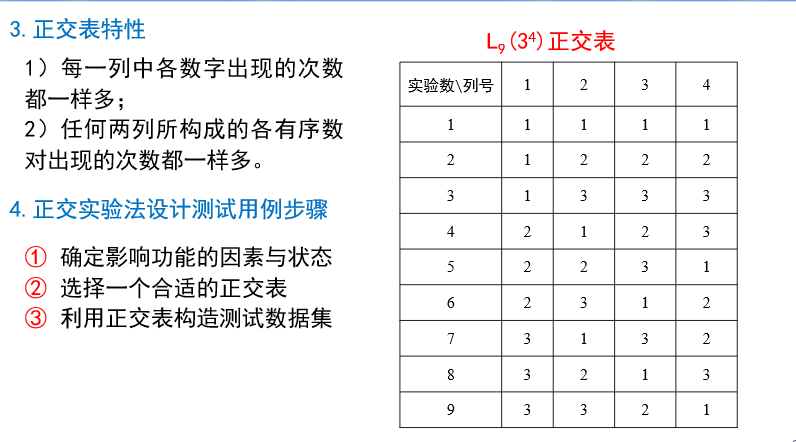 3. 正交表特性
1）每一列中各数字出现的次数
都一样多；
2）任何两列所构成的各有序数
对出现的次数都一样多。
4. 正交实验法设计测试用例步骤
① 确定影响功能的因素与状态
② 选择一个合适的正交表
③ 利用正交表构造测试数据集
L₉(3⁴)正交表
实验数\列号 1 2 3 4
1 1 1 1 1
2 1 2 2 2
3 1 3 3 3
4 2 1 2 3
5 2 2 3 1
6 2 3 1 2
7 3 1 3 2
8 3 2 1 3
9 3 3 2 1